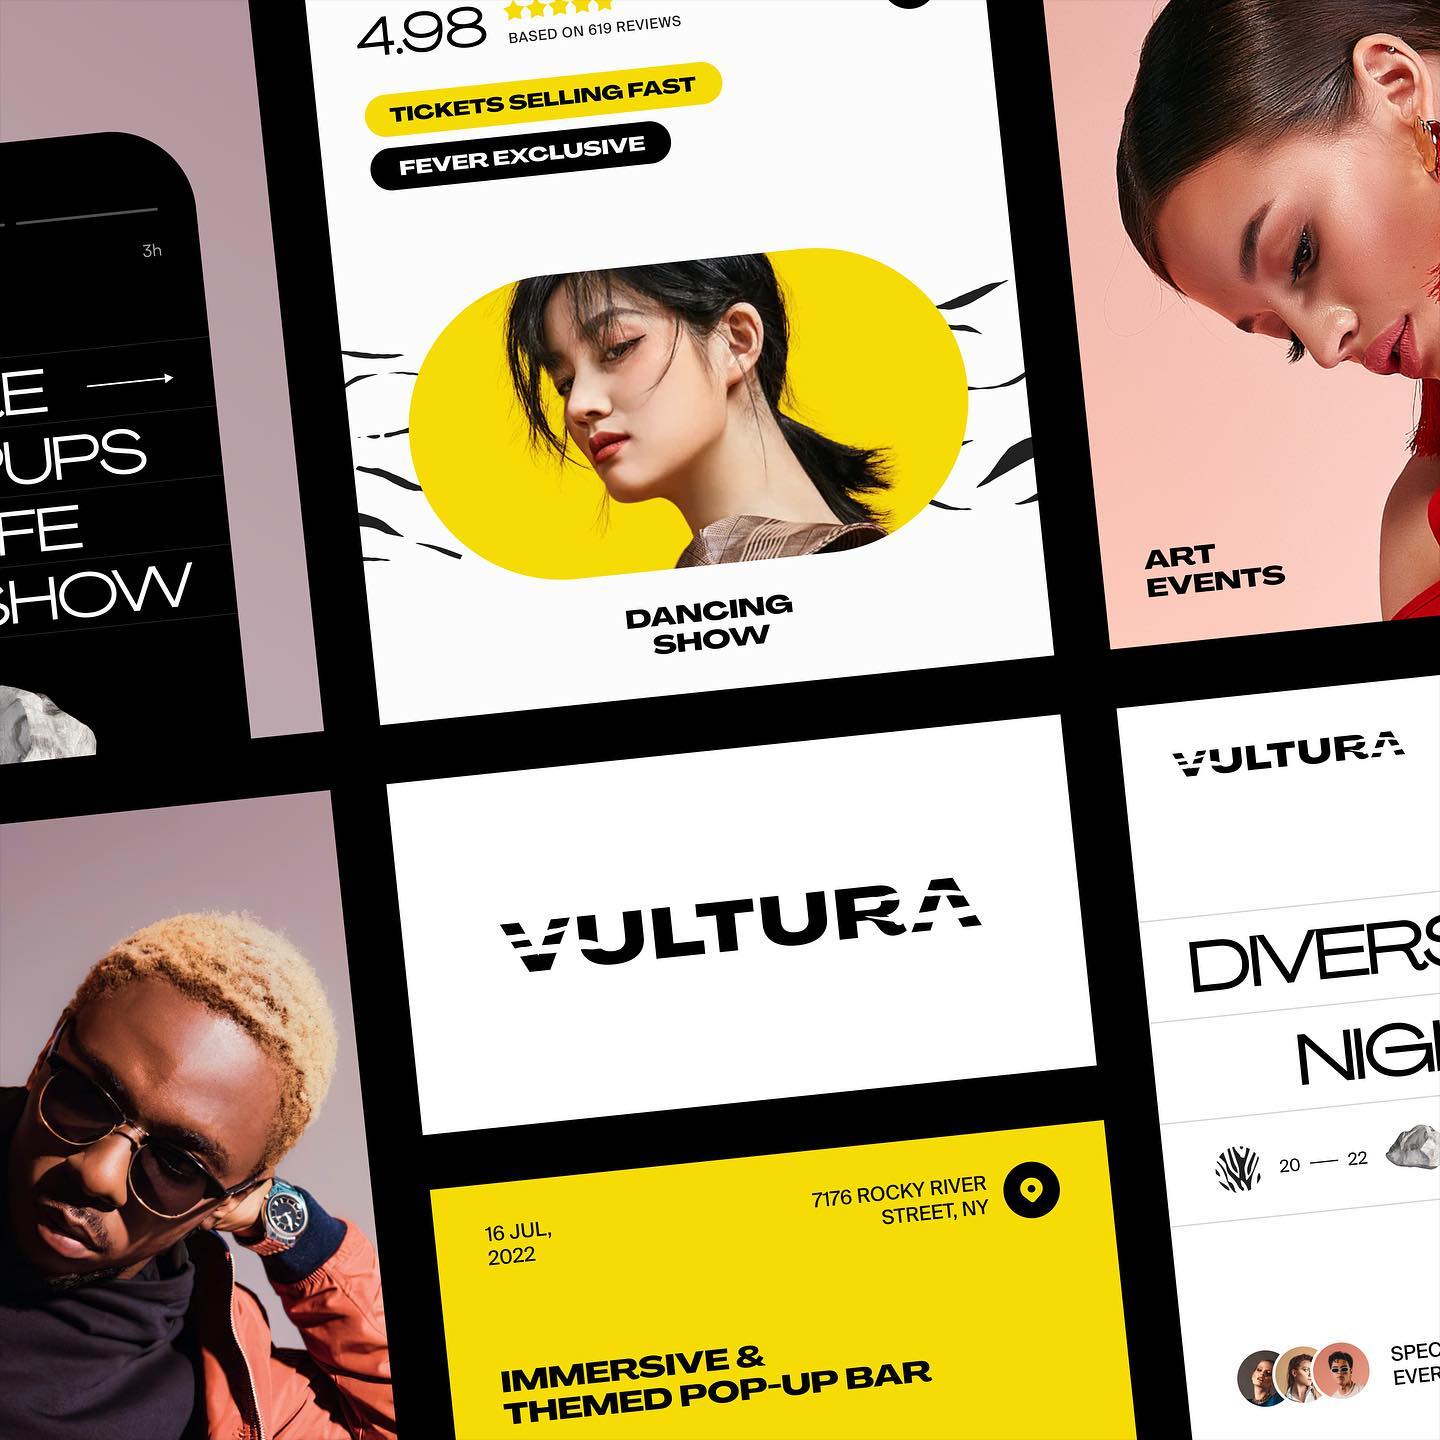 4.98
BASED ON 619 REVIEWS
TICKETS SELLING FAST
FEVER EXCLUSIVE
3h
SHOW
DANCING
SHOW
ART
EVENTS
VULTURA
VULTURA
20 — 22
16 JUL,
2022
7176 ROCKY RIVER
STREET, NY
IMMERSIVE &
THEMED POP-UP BAR